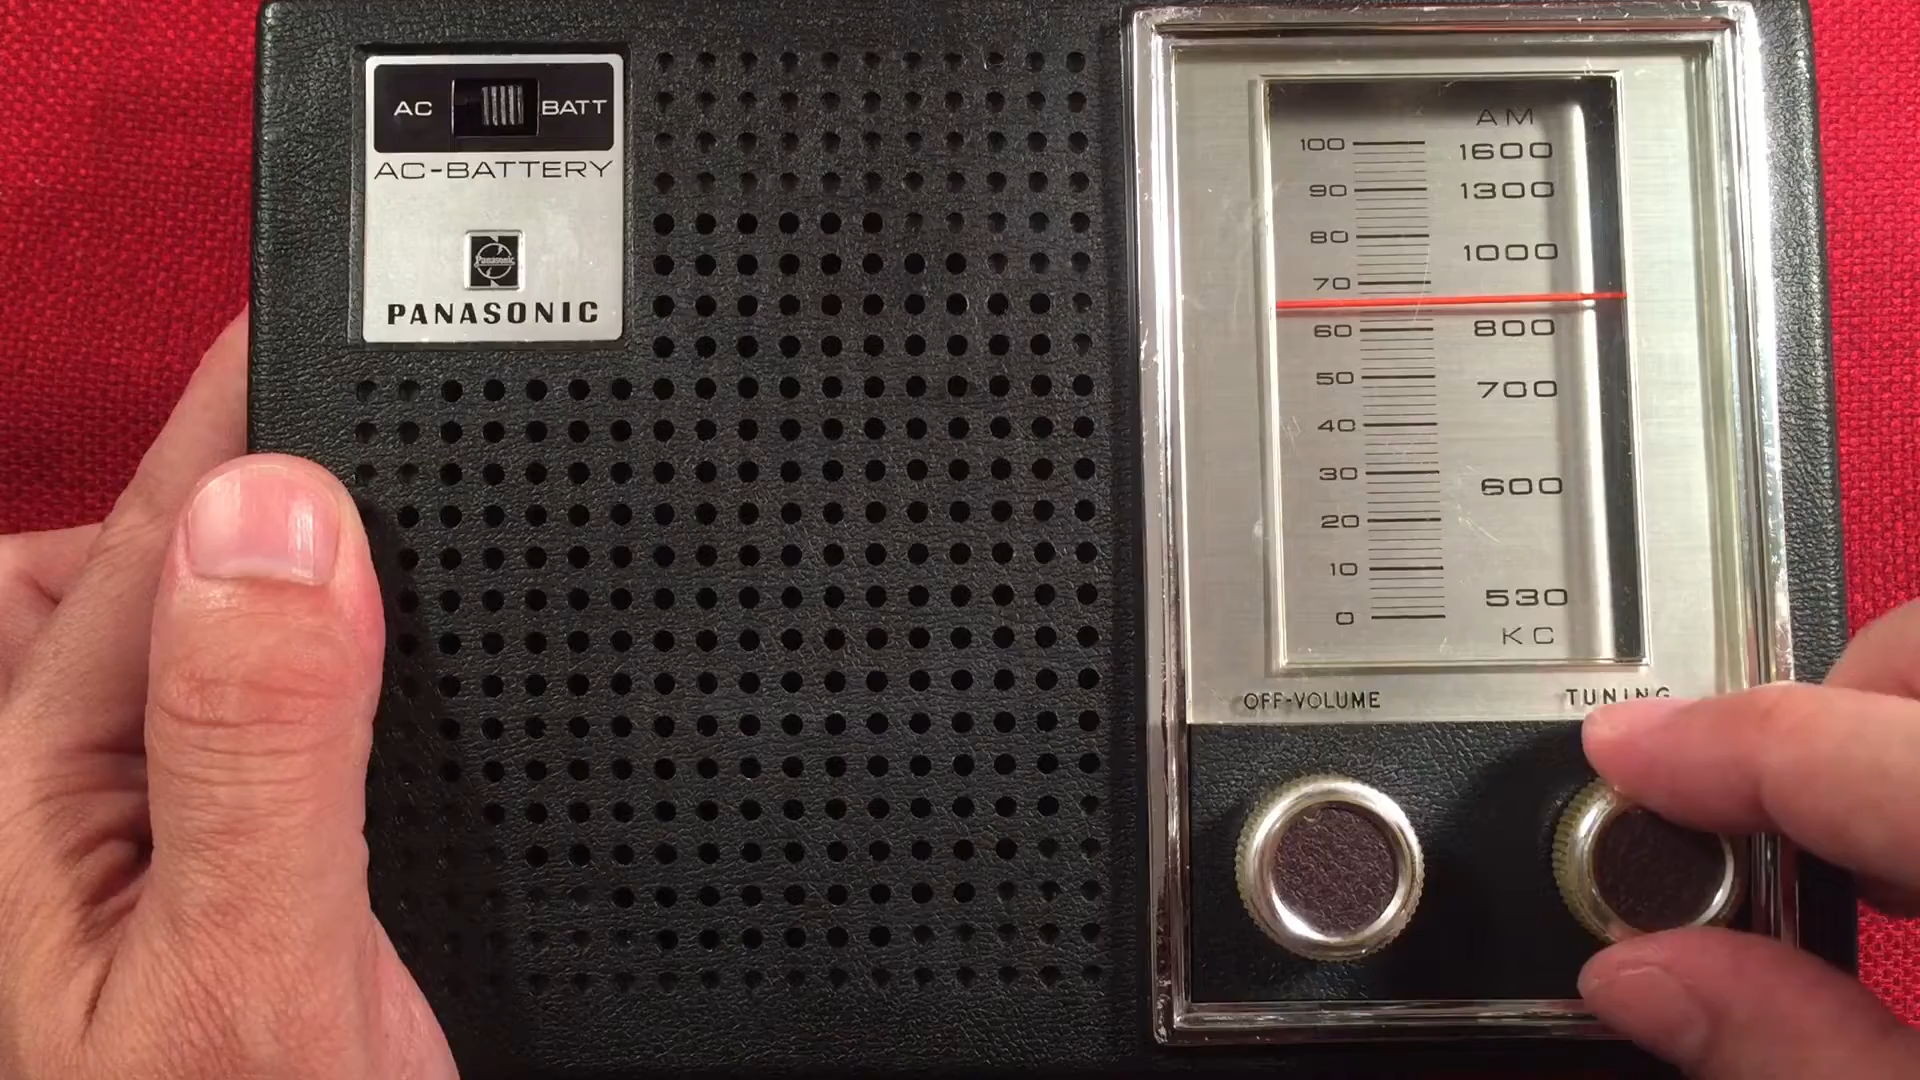 AC BATT
AC-BATTERY
Panasonic
PANASONIC
AM
100 1600
90 1300
80 1000
70
60 800
50 700
40
30 600
20
10
530
0
KC
OFF-VOLUME TUNING